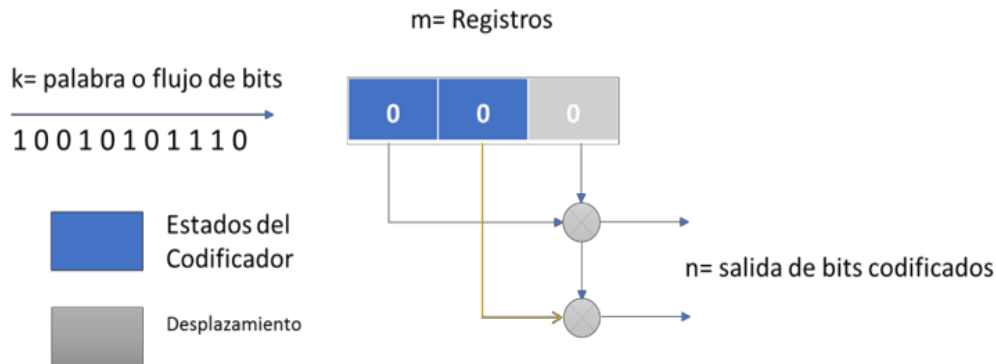 m= Registros
k= palabra o flujo de bits
1 0 0 1 0 1 0 1 1 1 0
0 0 0
Estados del
Codificador
n= salida de bits codificados
Desplazamiento